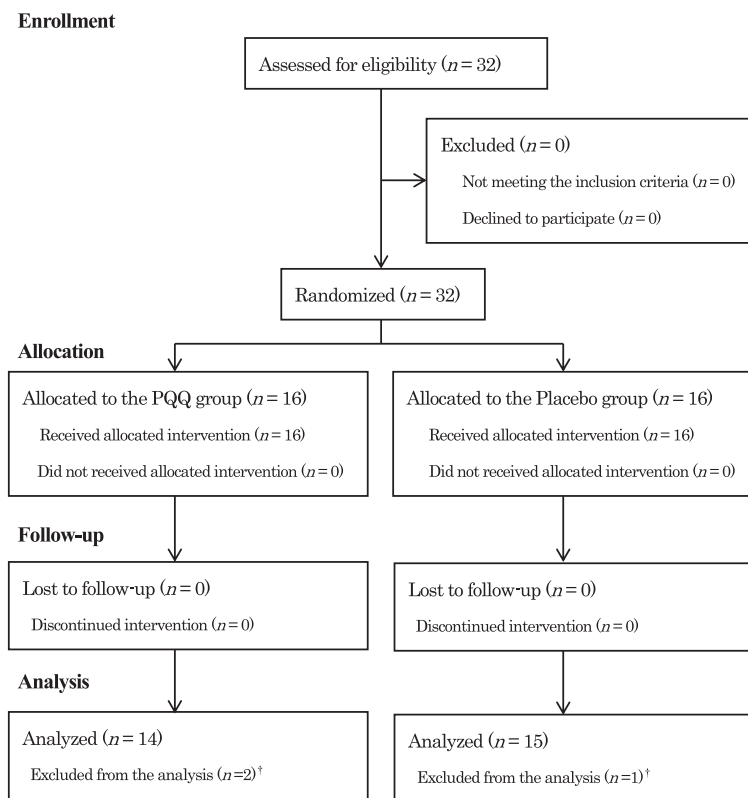 Enrollment
Assessed for eligibility (n = 32)
Excluded (n = 0)
Not meeting the inclusion criteria (n = 0)
Declined to participate (n = 0)
Randomized (n = 32)
Allocation
Allocated to the PQQ group (n = 16)
Received allocated intervention (n = 16)
Did not received allocated intervention (n = 0)
Allocated to the Placebo group (n = 16)
Received allocated intervention (n = 16)
Did not received allocated intervention (n = 0)
Follow-up
Lost to follow-up (n = 0)
Discontinued intervention (n = 0)
Lost to follow-up (n = 0)
Discontinued intervention (n = 0)
Analysis
Analyzed (n = 14)
Excluded from the analysis (n=2)†
Analyzed (n = 15)
Excluded from the analysis (n=1)†